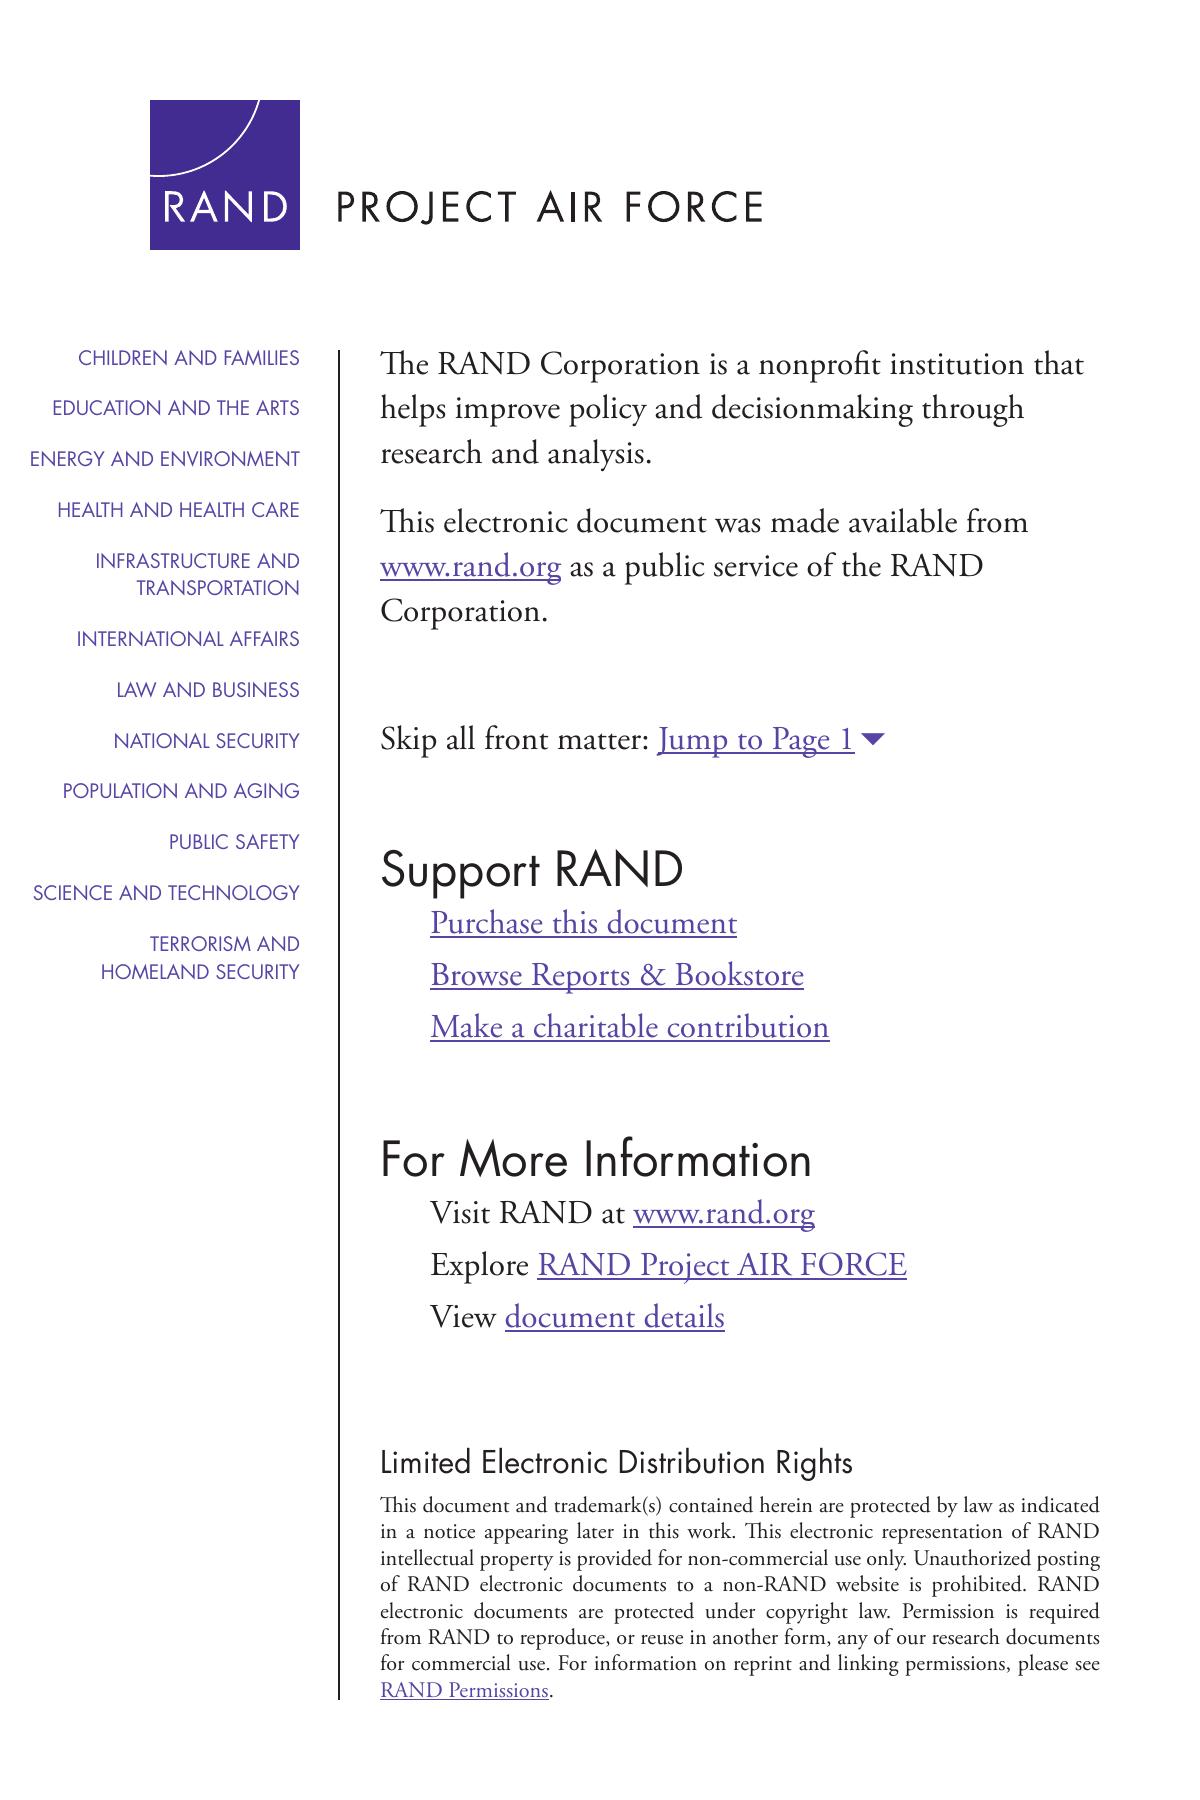 RAND
PROJECT AIR FORCE
CHILDREN AND FAMILIES
EDUCATION AND THE ARTS
ENERGY AND ENVIRONMENT
HEALTH AND HEALTH CARE
INFRASTRUCTURE AND
TRANSPORTATION
INTERNATIONAL AFFAIRS
LAW AND BUSINESS
NATIONAL SECURITY
POPULATION AND AGING
PUBLIC SAFETY
SCIENCE AND TECHNOLOGY
TERRORISM AND
HOMELAND SECURITY
The RAND Corporation is a nonprofit institution that
helps improve policy and decisionmaking through
research and analysis.
This electronic document was made available from
www.rand.org as a public service of the RAND
Corporation.
Skip all front matter: Jump to Page 1
Support RAND
Purchase this document
Browse Reports & Bookstore
Make a charitable contribution
For More Information
Visit RAND at www.rand.org
Explore RAND Project AIR FORCE
View document details
Limited Electronic Distribution Rights
This document and trademark(s) contained herein are protected by law as indicated
in a notice appearing later in this work. This electronic representation of RAND
intellectual property is provided for non-commercial use only. Unauthorized posting
of RAND electronic documents to a non-RAND website is prohibited. RAND
electronic documents are protected under copyright law. Permission is required
from RAND to reproduce, or reuse in another form, any of our research documents
for commercial use. For information on reprint and linking permissions, please see
RAND Permissions.